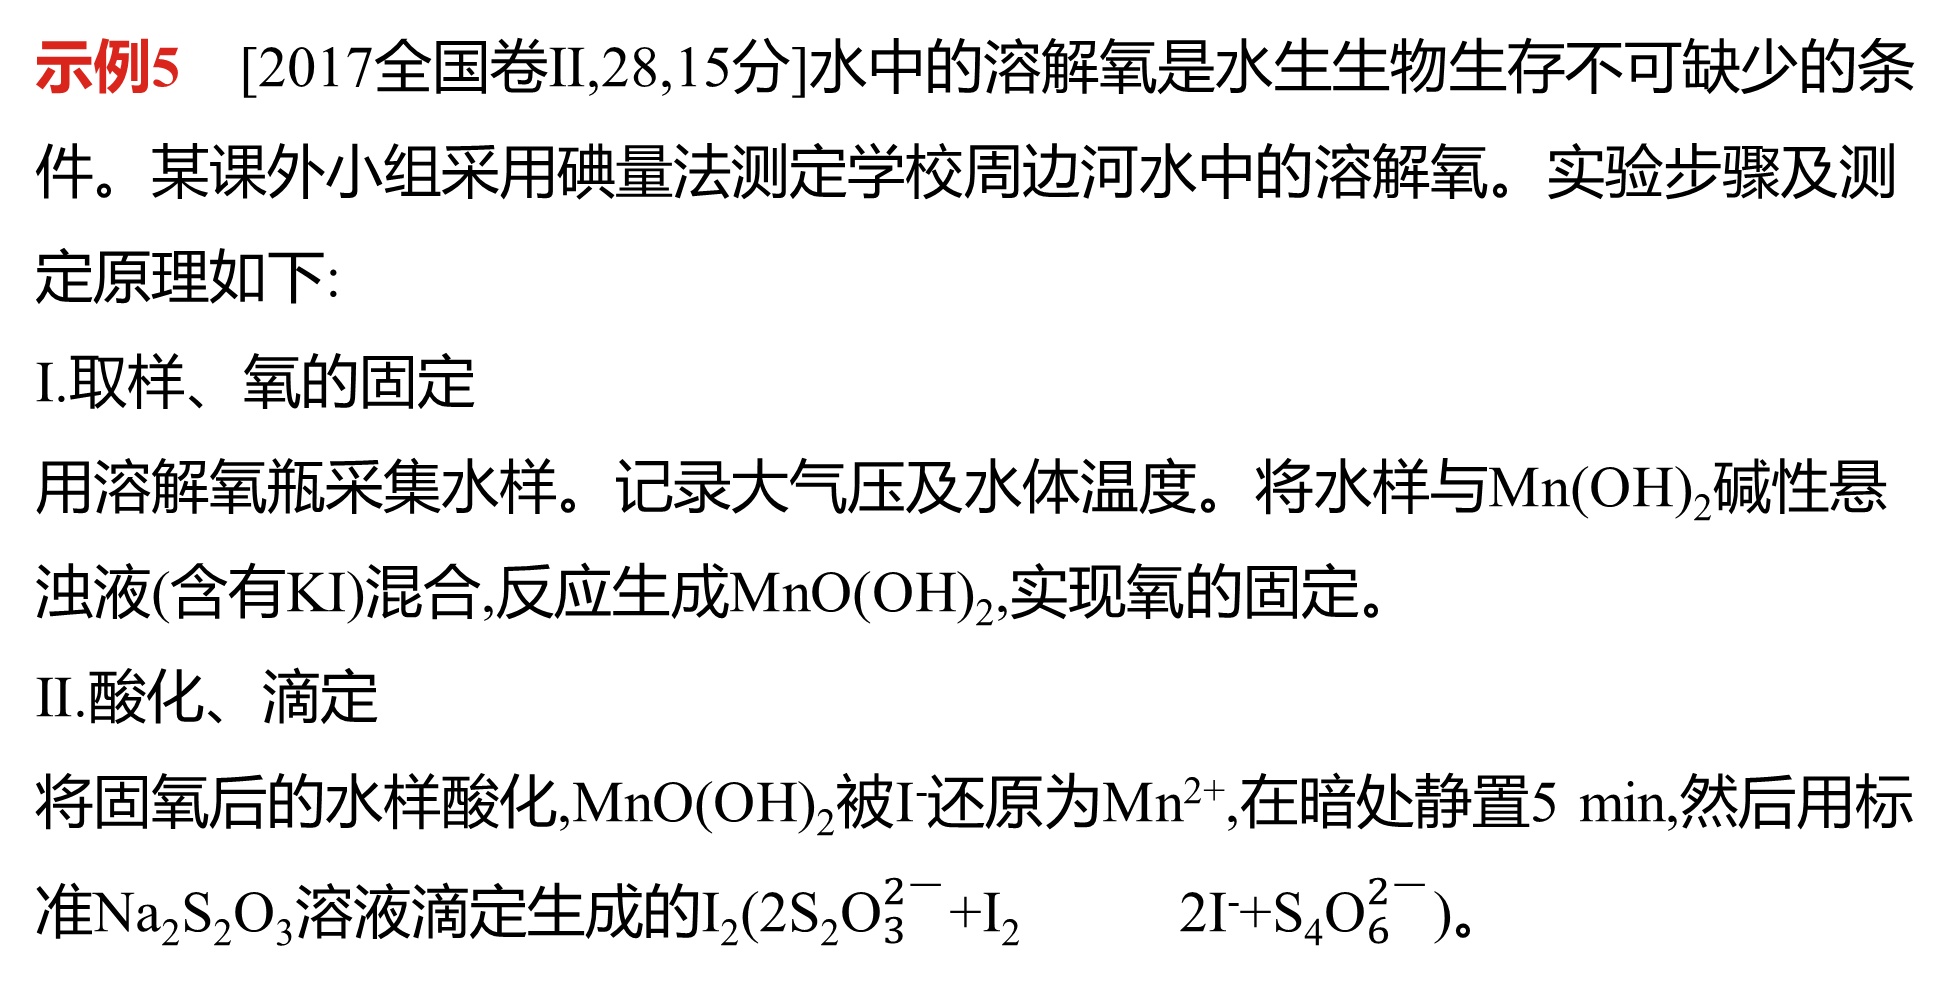 示例5 [2017全国卷II,28,15分]水中的溶解氧是水生生物生存不可缺少的条
件。某课外小组采用碘量法测定学校周边河水中的溶解氧。实验步骤及测
定原理如下:
I.取样、氧的固定
用溶解氧瓶采集水样。记录大气压及水体温度。将水样与Mn(OH)₂碱性悬
浊液(含有KI)混合,反应生成MnO(OH)₂,实现氧的固定。
II.酸化、滴定
将固氧后的水样酸化,MnO(OH)₂被I⁻还原为Mn²⁺,在暗处静置5 min,然后用标
准Na₂S₂O₃溶液滴定生成的I₂(2S₂O₃²⁻+I₂ 2I⁻+S₄O₆²⁻)。